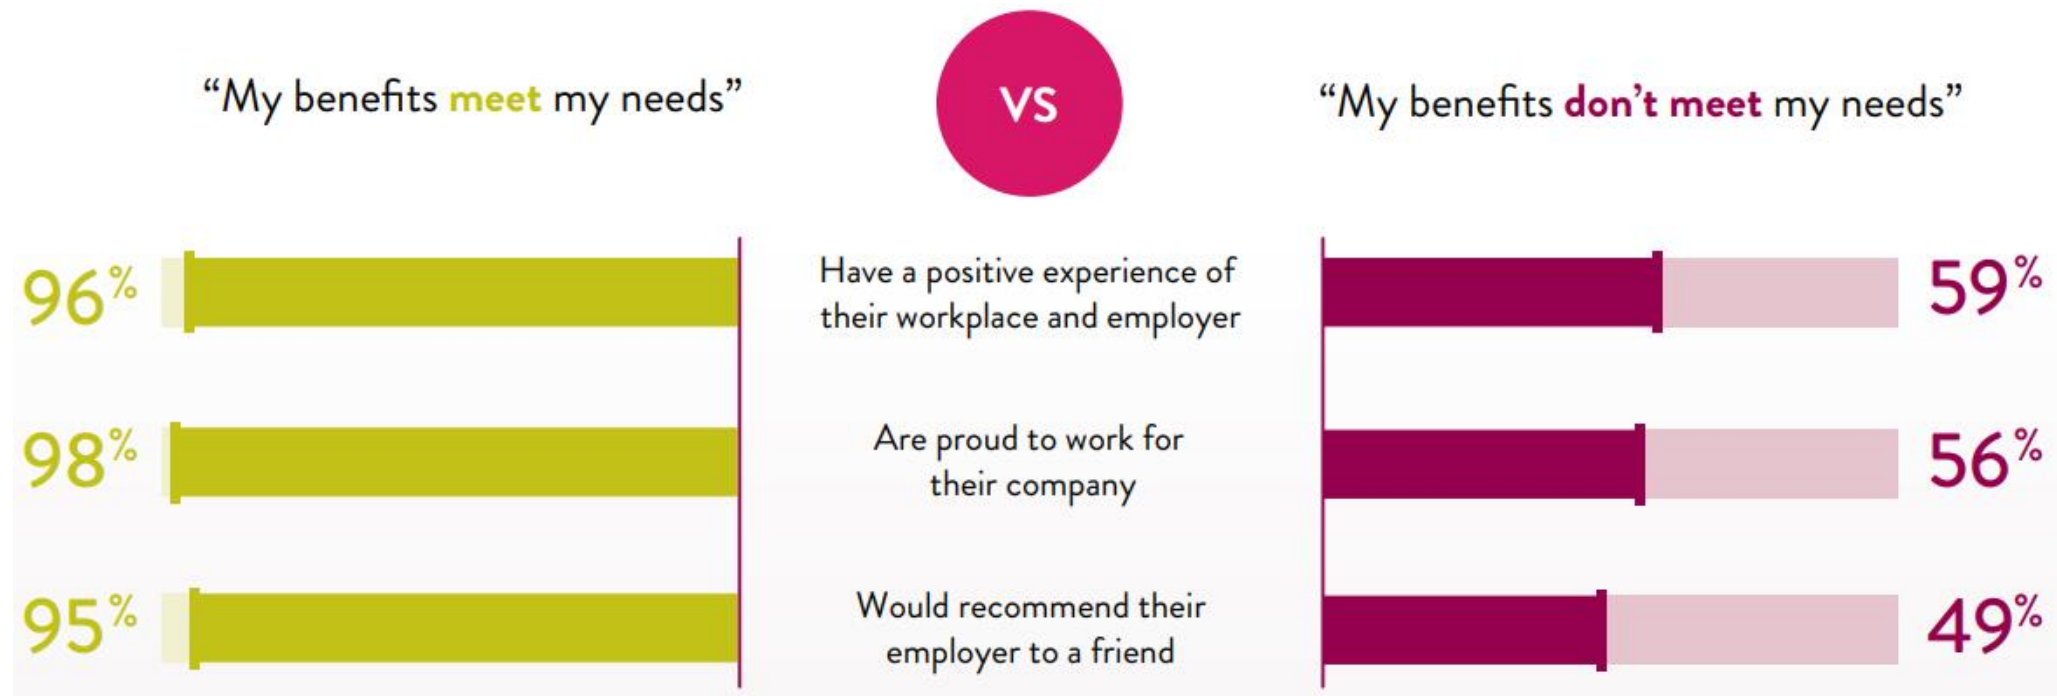 “My benefits meet my needs”
VS
“My benefits don’t meet my needs”
96%
Have a positive experience of
their workplace and employer
59%
98%
Are proud to work for
their company
56%
95%
Would recommend their
employer to a friend
49%